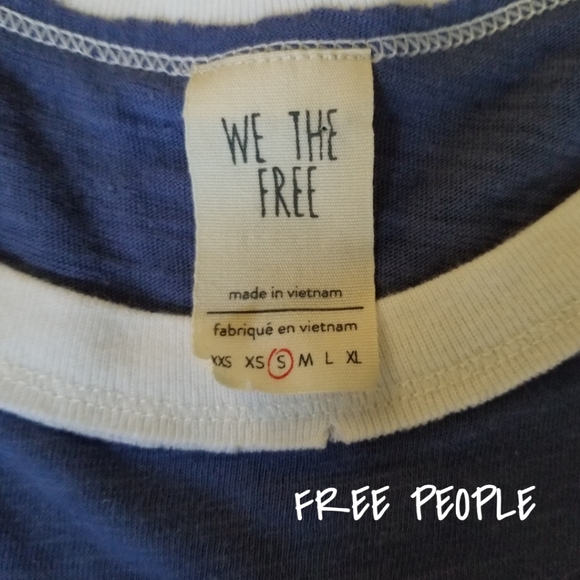 WE THE
FREE
made in vietnam
fabriqué en vietnam
XXS XS S M L XL
FREE PEOPLE